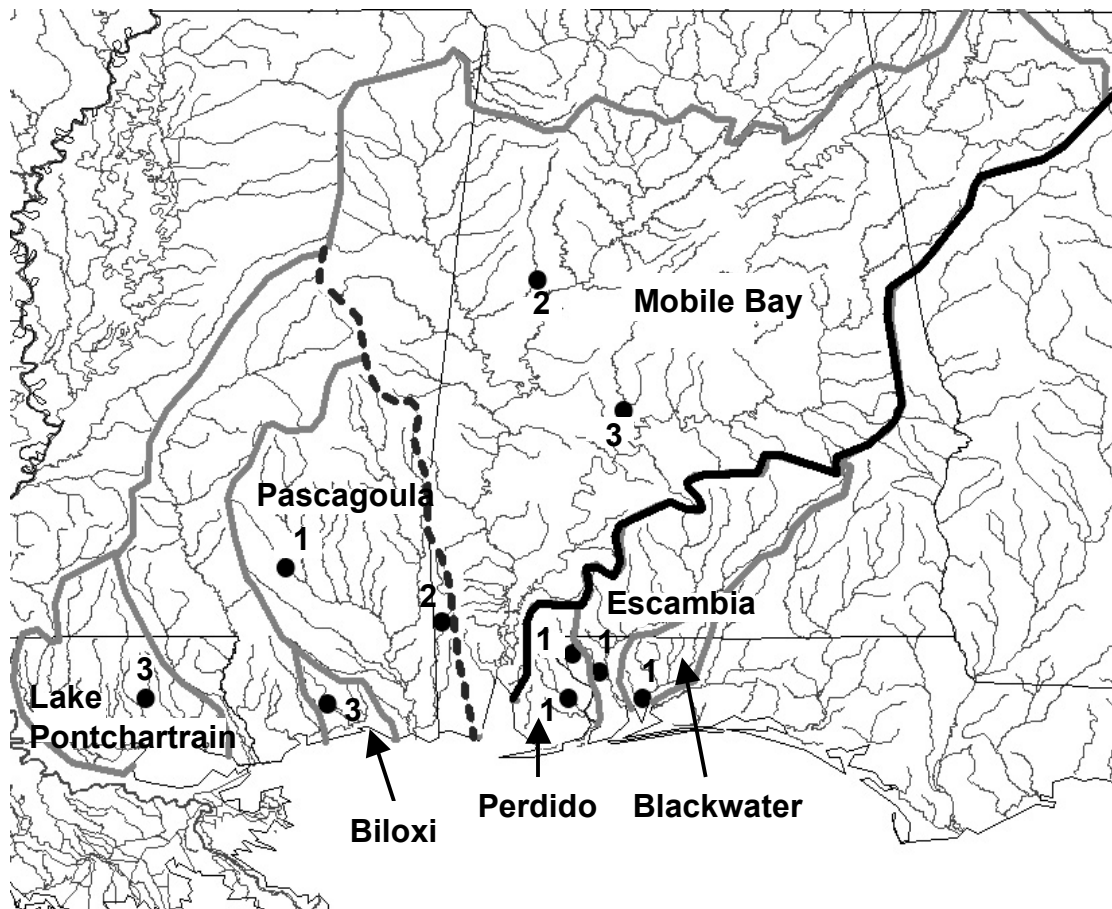 2
Mobile Bay
3
Pascagoula
1
2
Escambia
1
1
3
1
Lake
3
1
Pontchartrain
Perdido
Blackwater
Biloxi